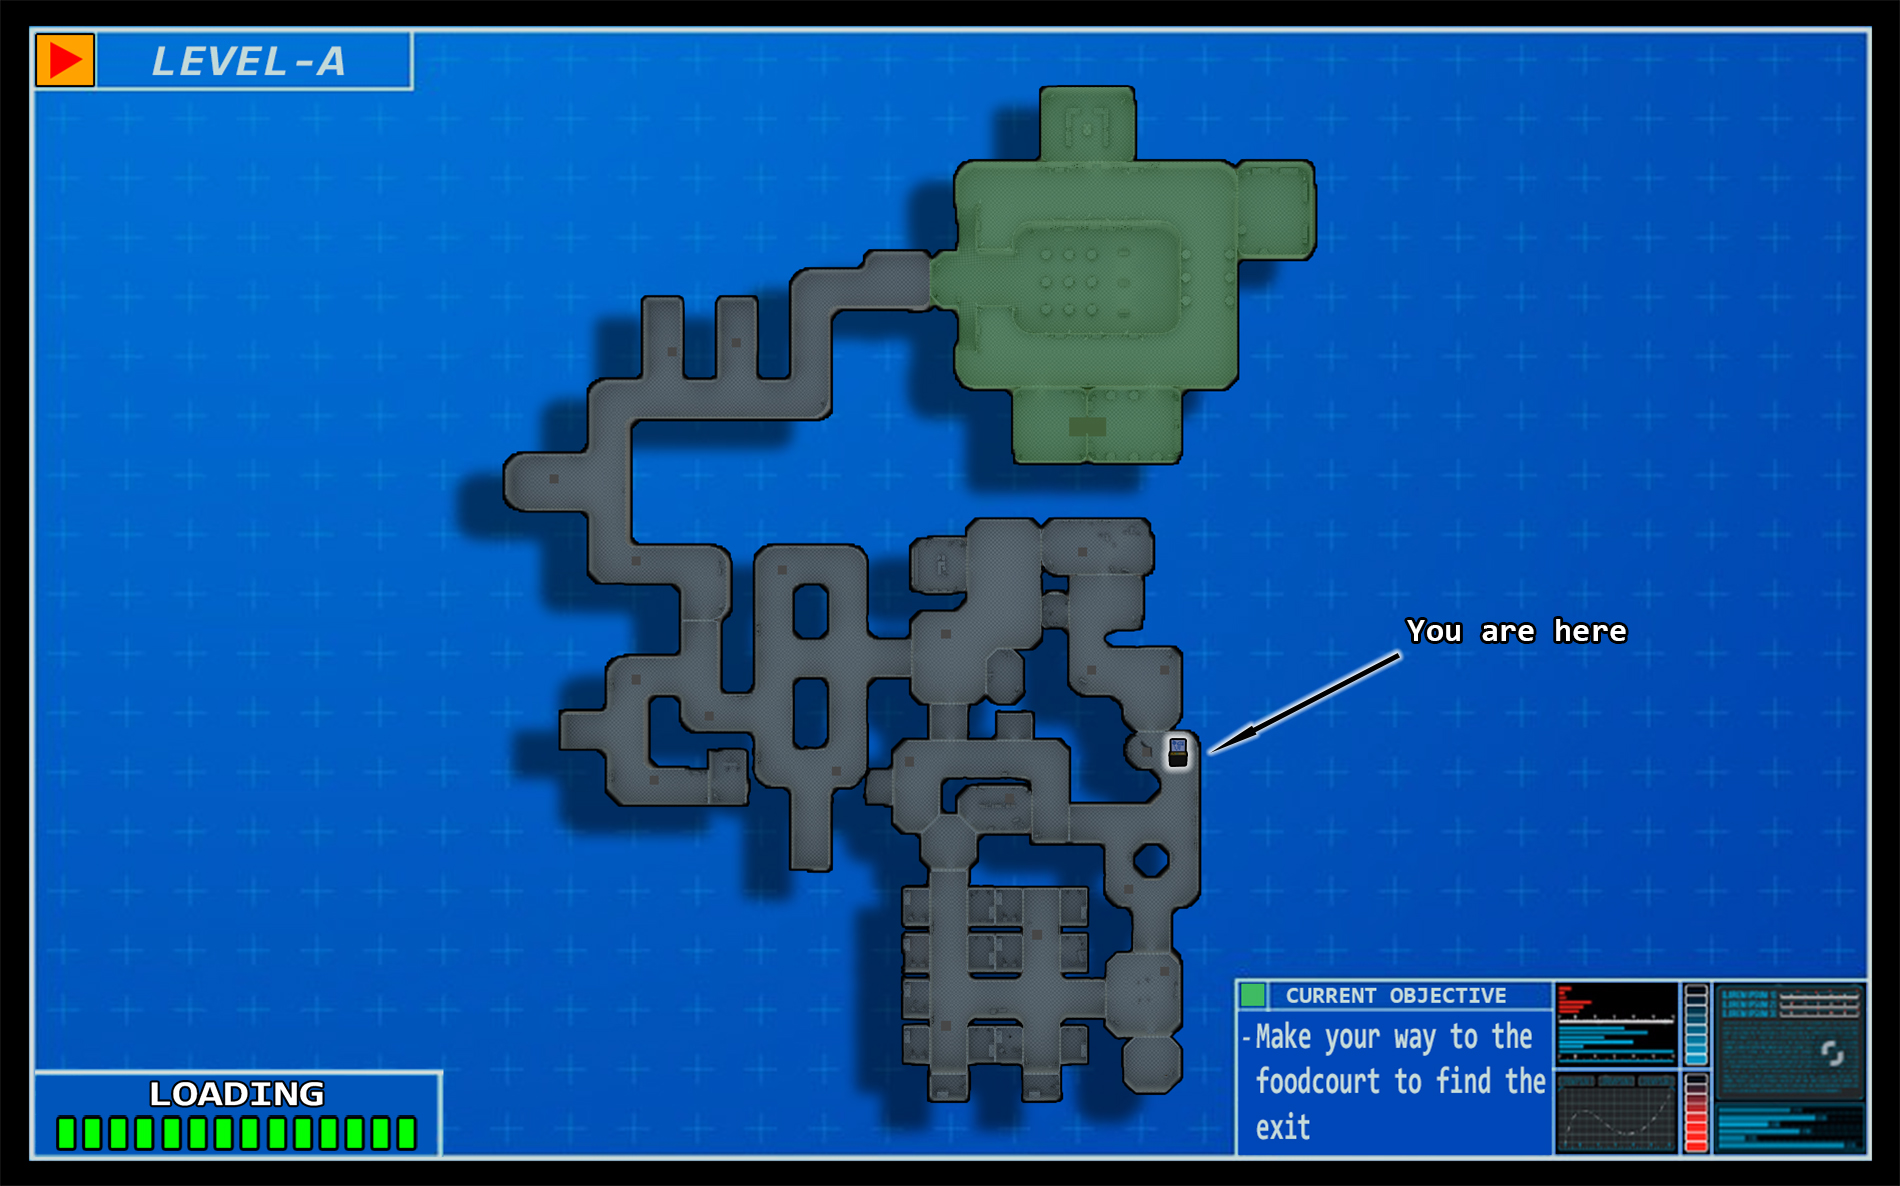 LEVEL-A
You are here
CURRENT OBJECTIVE
-Make your way to the
foodcourt to find the
exit
LOADING